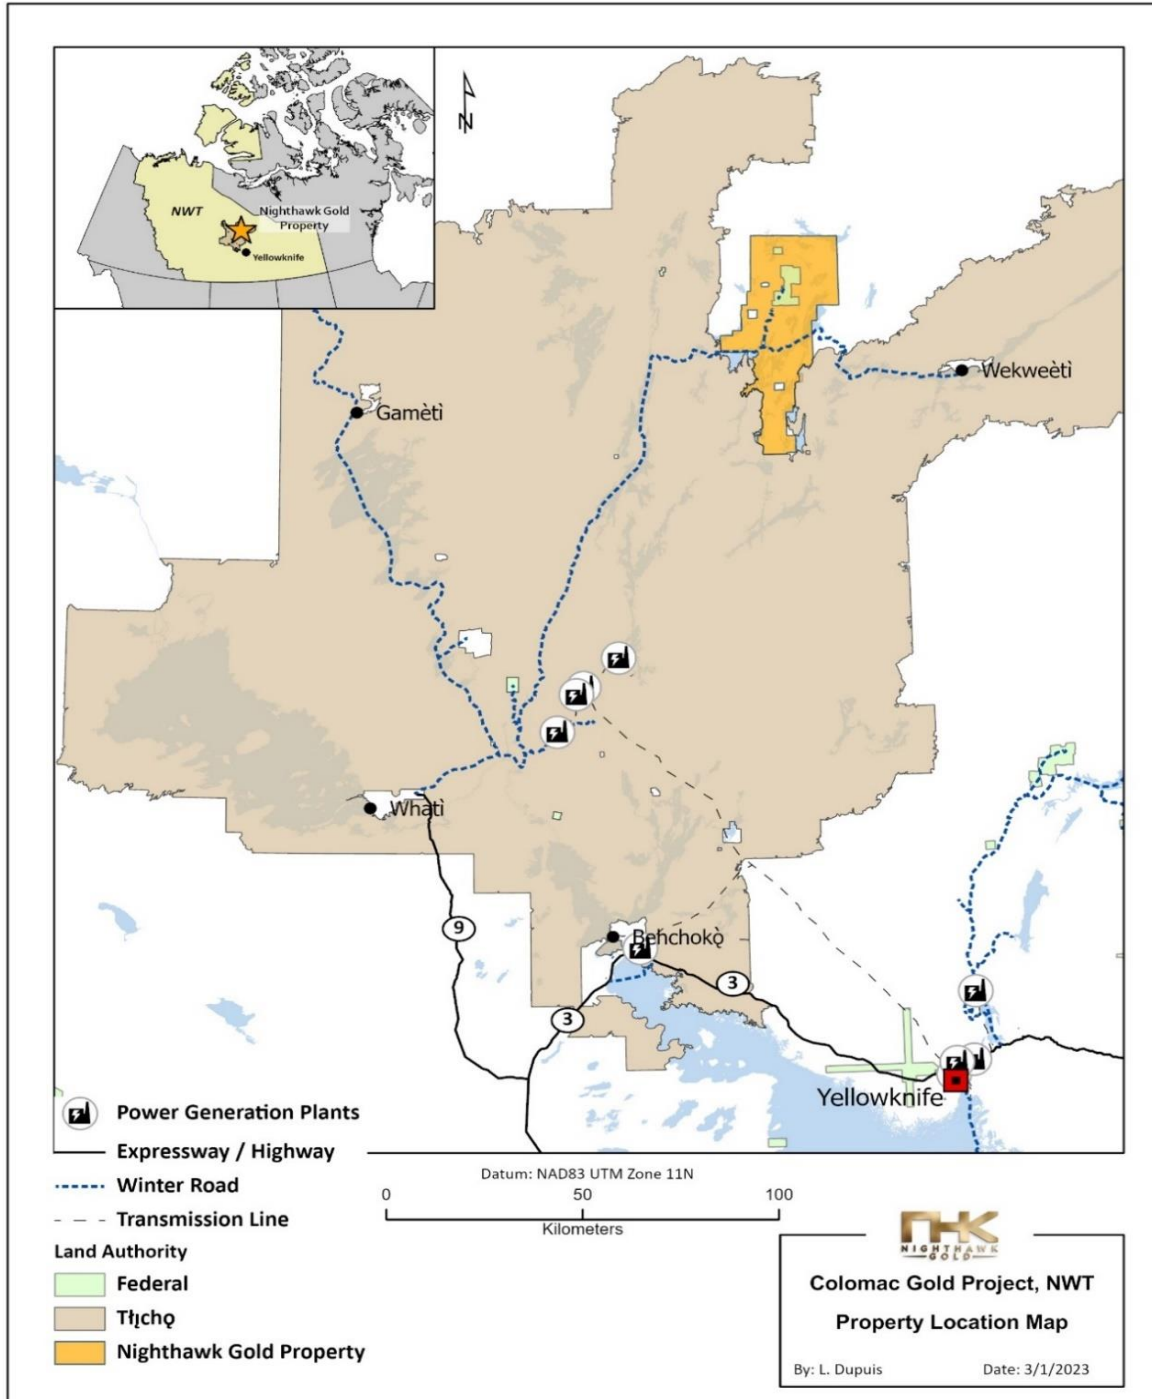 NWT
Nighthawk Gold
Property
Yellowknife
N
Wekweètì
Gamètì
Whatì
9
Behchokǫ̀
3
3
Yellowknife
Power Generation Plants
Expressway / Highway
Winter Road
Transmission Line
Land Authority
Federal
Tłı̨chǫ
Nighthawk Gold Property
Datum: NAD83 UTM Zone 11N
0 50 100
Kilometers
NHK
NIGHTHAWK
GOLD
Colomac Gold Project, NWT
Property Location Map
By: L. Dupuis Date: 3/1/2023